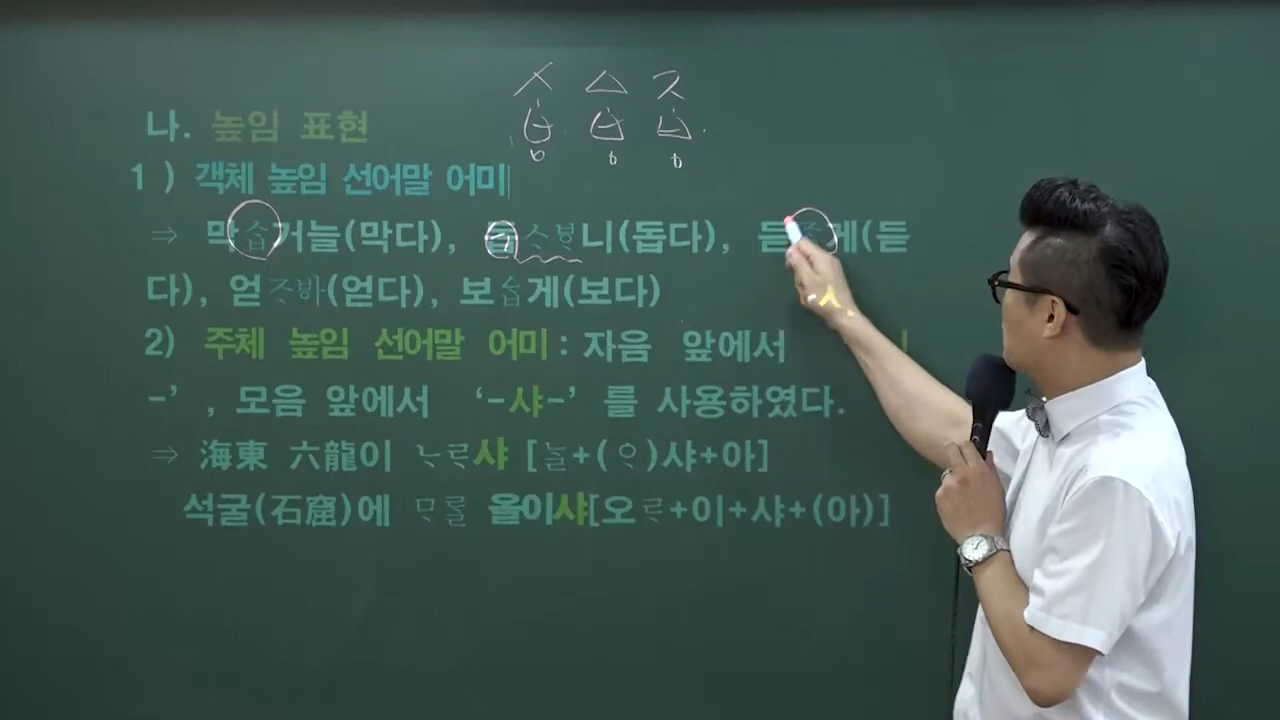 ㅅ ㅿ ㅈ
나. 높임 표현
1 ) 객체 높임 선어말 어미
⇒ 막ᄉᆞᆸ거늘(막다), 돕ᄉᆞᄫᆞ니(돕다), 듣ᄌᆞᆸ게(듣
다), 얻ᄌᆞ바(얻다), 보ᅀᆞᆸ게(보다)
2) 주체 높임 선어말 어미 : 자음 앞에서
-’ , 모음 앞에서 ‘-샤-’ 를 사용하였다.
⇒ 海東 六龍이 ᄂᆞᄅᆞ샤 [ᄂᆞᆯ+(ᄋᆞ)샤+아]
석굴(石窟)에 ᄆᆞᄅᆞᆯ 올이샤[오ᄅᆞ+이+샤+(아)]